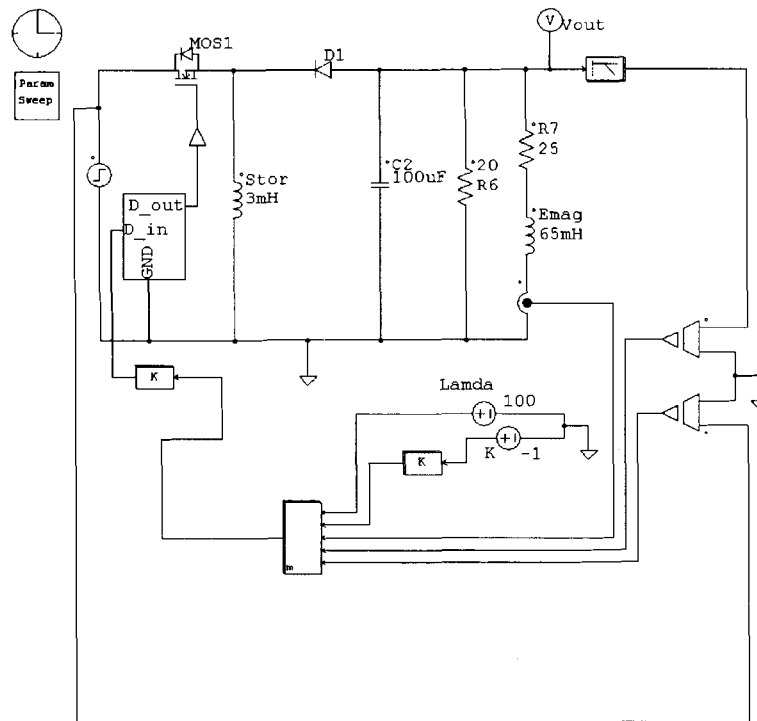 MOS1
D1
V
Vout
Param
Sweep
R7
25
C2
100uF
20
R6
Stor
3mH
Emag
65mH
D_out
D_in
GND
K
Lamda
100
K
K
-1
m